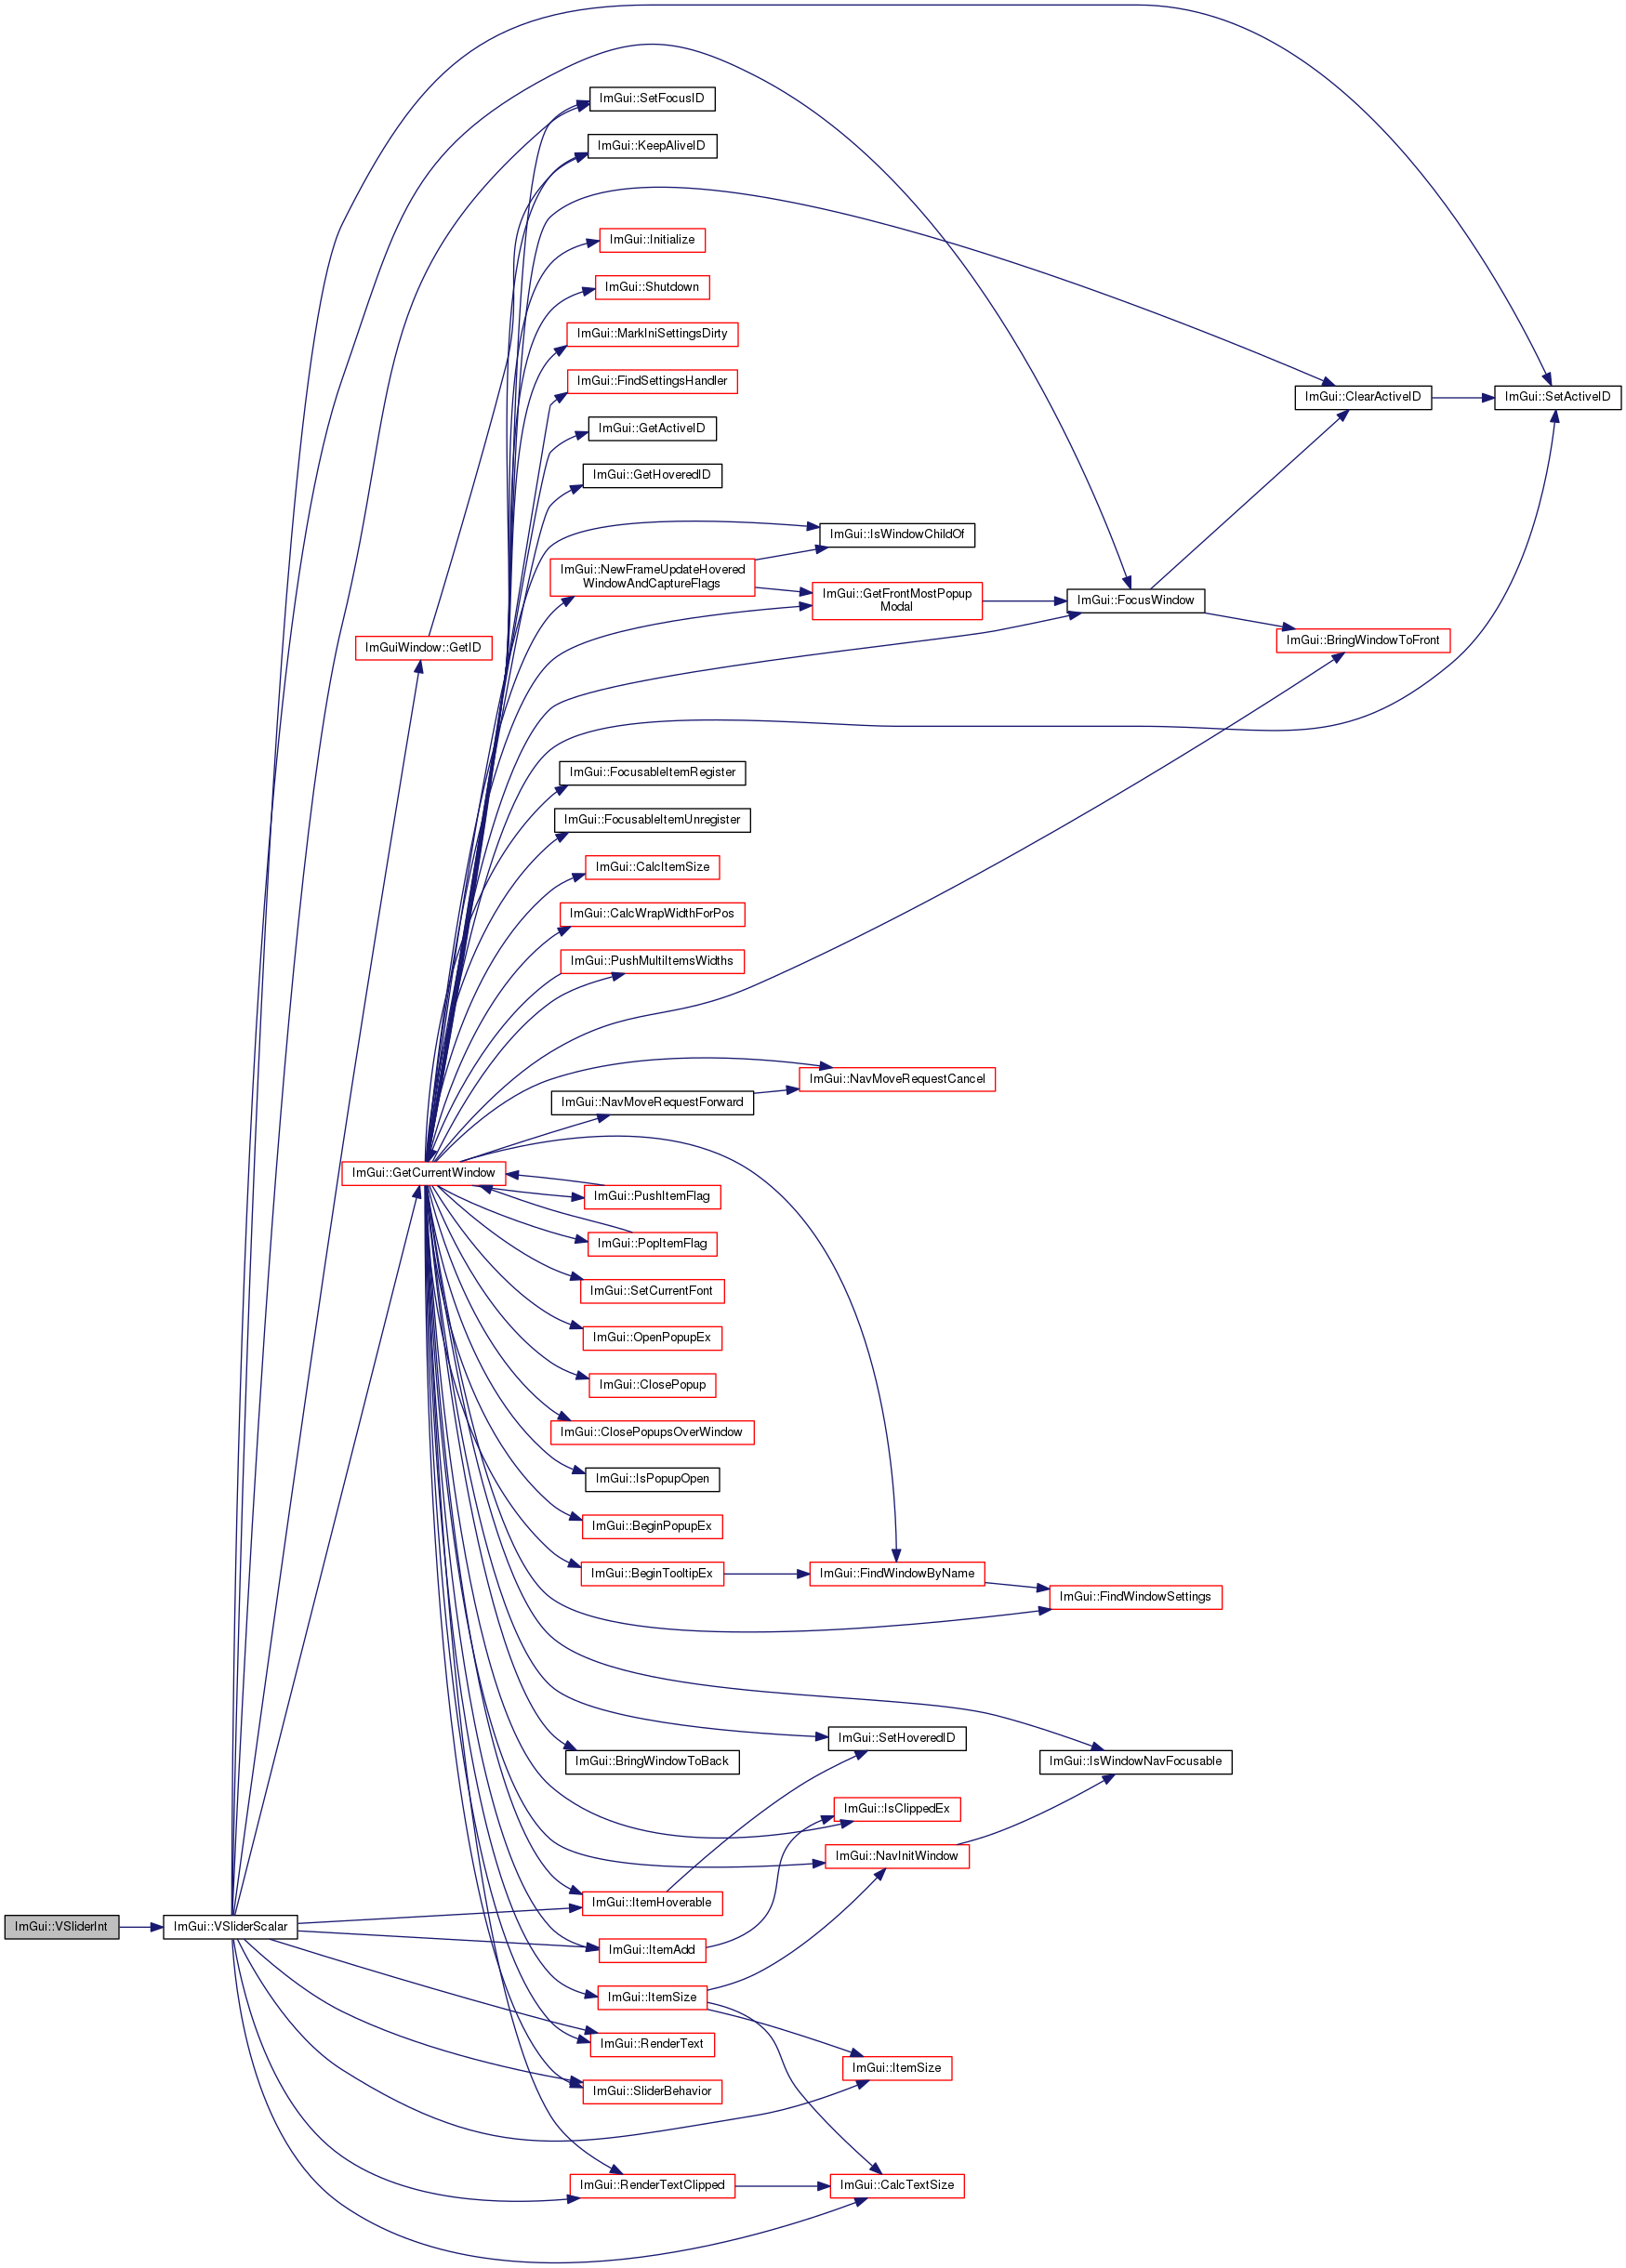 ImGui::SetFocusID
ImGui::KeepAliveID
ImGui::Initialize
ImGui::Shutdown
ImGui::MarkIniSettingsDirty
ImGui::FindSettingsHandler
ImGui::ClearActiveID
ImGui::SetActiveID
ImGui::GetActiveID
ImGui::GetHoveredID
ImGui::IsWindowChildOf
ImGui::NewFrameUpdateHovered
WindowAndCaptureFlags
ImGui::GetFrontMostPopup
Modal
ImGui::FocusWindow
ImGui::BringWindowToFront
ImGuiWindow::GetID
ImGui::FocusableItemRegister
ImGui::FocusableItemUnregister
ImGui::CalcItemSize
ImGui::CalcWrapWidthForPos
ImGui::PushMultiItemsWidths
ImGui::NavMoveRequestCancel
ImGui::NavMoveRequestForward
ImGui::GetCurrentWindow
ImGui::PushItemFlag
ImGui::PopItemFlag
ImGui::SetCurrentFont
ImGui::OpenPopupEx
ImGui::ClosePopup
ImGui::ClosePopupsOverWindow
ImGui::IsPopupOpen
ImGui::BeginPopupEx
ImGui::BeginTooltipEx
ImGui::FindWindowByName
ImGui::FindWindowSettings
ImGui::SetHoveredID
ImGui::BringWindowToBack
ImGui::IsWindowNavFocusable
ImGui::IsClippedEx
ImGui::NavInitWindow
ImGui::ItemHoverable
ImGui::VSliderInt
ImGui::VSliderScalar
ImGui::ItemAdd
ImGui::ItemSize
ImGui::RenderText
ImGui::ItemSize
ImGui::SliderBehavior
ImGui::RenderTextClipped
ImGui::CalcTextSize